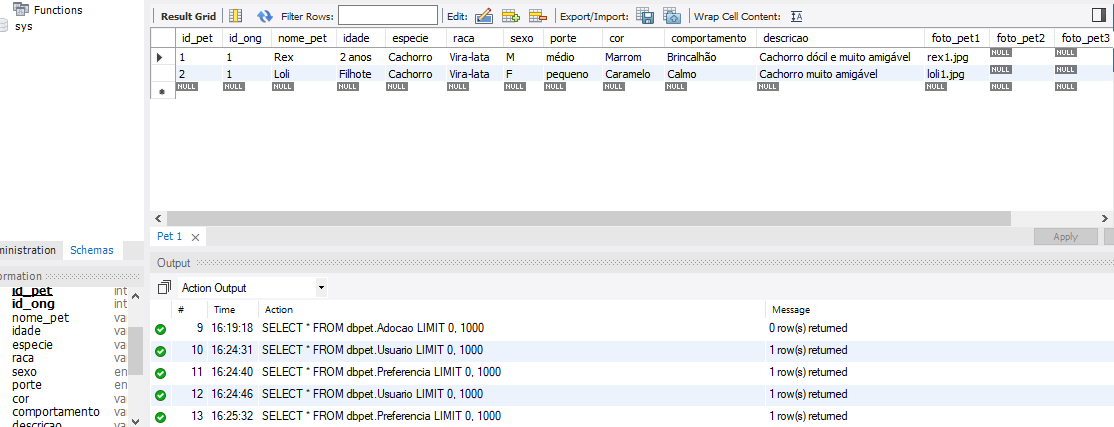 Functions
sys
Result Grid Filter Rows: Edit: Export/Import: Wrap Cell Content:
id_pet id_ong nome_pet idade especie raca sexo porte cor comportamento descricao foto_pet1 foto_pet2 foto_pet3
1 1 Rex 2 anos Cachorro Vira-lata M médio Marrom Brincalhão Cachorro dócil e muito amigável rex1.jpg NULL NULL
2 1 Loli Filhote Cachorro Vira-lata F pequeno Caramelo Calmo Cachorro muito amigável loli1.jpg NULL NULL
NULL NULL NULL NULL NULL NULL NULL NULL NULL NULL NULL NULL NULL NULL
Pet 1 Apply
ministration Schemas
ormation
id_pet int
id_ong int
nome_pet va
idade va
especie va
raca va
sexo en
porte en
cor va
comportamento va
descricao va
Output
Action Output
# Time Action Message
9 16:19:18 SELECT * FROM dbpet.Adocao LIMIT 0, 1000 0 row(s) returned
10 16:24:31 SELECT * FROM dbpet.Usuario LIMIT 0, 1000 1 row(s) returned
11 16:24:40 SELECT * FROM dbpet.Preferencia LIMIT 0, 1000 1 row(s) returned
12 16:24:46 SELECT * FROM dbpet.Usuario LIMIT 0, 1000 1 row(s) returned
13 16:25:32 SELECT * FROM dbpet.Preferencia LIMIT 0, 1000 1 row(s) returned